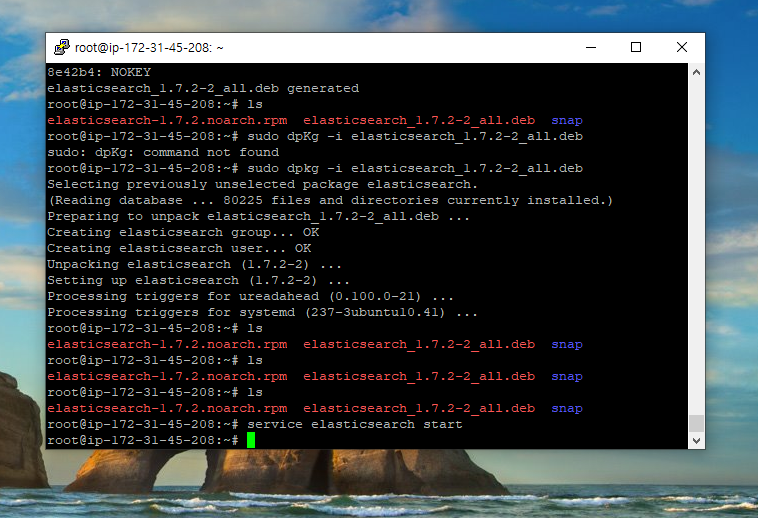 root@ip-172-31-45-208: ~
8e42b4: NOKEY
elasticsearch_1.7.2-2_all.deb generated
root@ip-172-31-45-208:~# ls
elasticsearch-1.7.2.noarch.rpm  elasticsearch_1.7.2-2_all.deb  snap
root@ip-172-31-45-208:~# sudo dpKg -i elasticsearch_1.7.2-2_all.deb
sudo: dpKg: command not found
root@ip-172-31-45-208:~# sudo dpkg -i elasticsearch_1.7.2-2_all.deb
Selecting previously unselected package elasticsearch.
(Reading database ... 80225 files and directories currently installed.)
Preparing to unpack elasticsearch_1.7.2-2_all.deb ...
Creating elasticsearch group... OK
Creating elasticsearch user... OK
Unpacking elasticsearch (1.7.2-2) ...
Setting up elasticsearch (1.7.2-2) ...
Processing triggers for ureadahead (0.100.0-21) ...
Processing triggers for systemd (237-3ubuntu10.41) ...
root@ip-172-31-45-208:~# ls
elasticsearch-1.7.2.noarch.rpm  elasticsearch_1.7.2-2_all.deb  snap
root@ip-172-31-45-208:~# ls
elasticsearch-1.7.2.noarch.rpm  elasticsearch_1.7.2-2_all.deb  snap
root@ip-172-31-45-208:~# ls
elasticsearch-1.7.2.noarch.rpm  elasticsearch_1.7.2-2_all.deb  snap
root@ip-172-31-45-208:~# service elasticsearch start
root@ip-172-31-45-208:~#